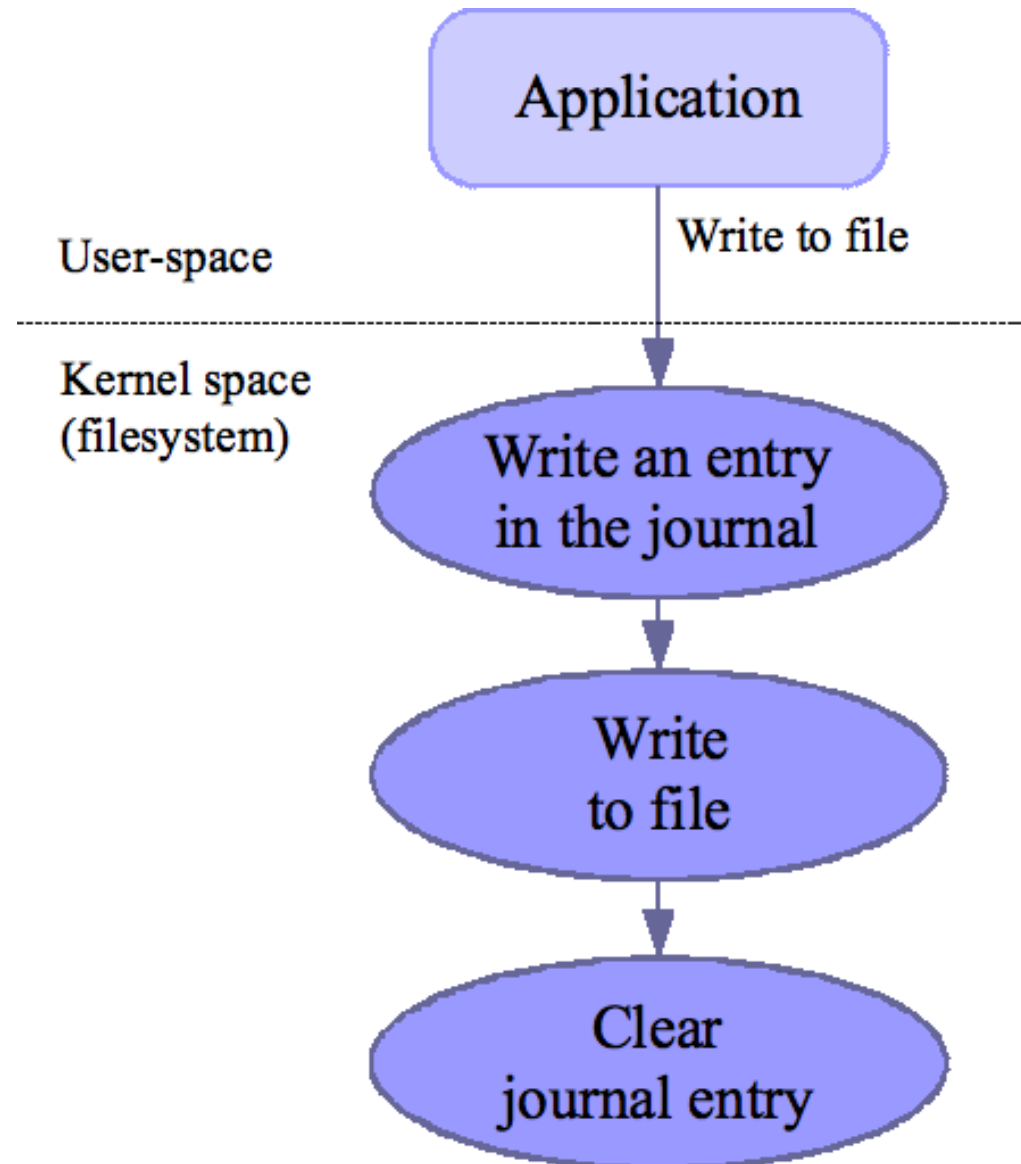 Application
Write to file
User-space
Kernel space
(filesystem)
Write an entry
in the journal
Write
to file
Clear
journal entry